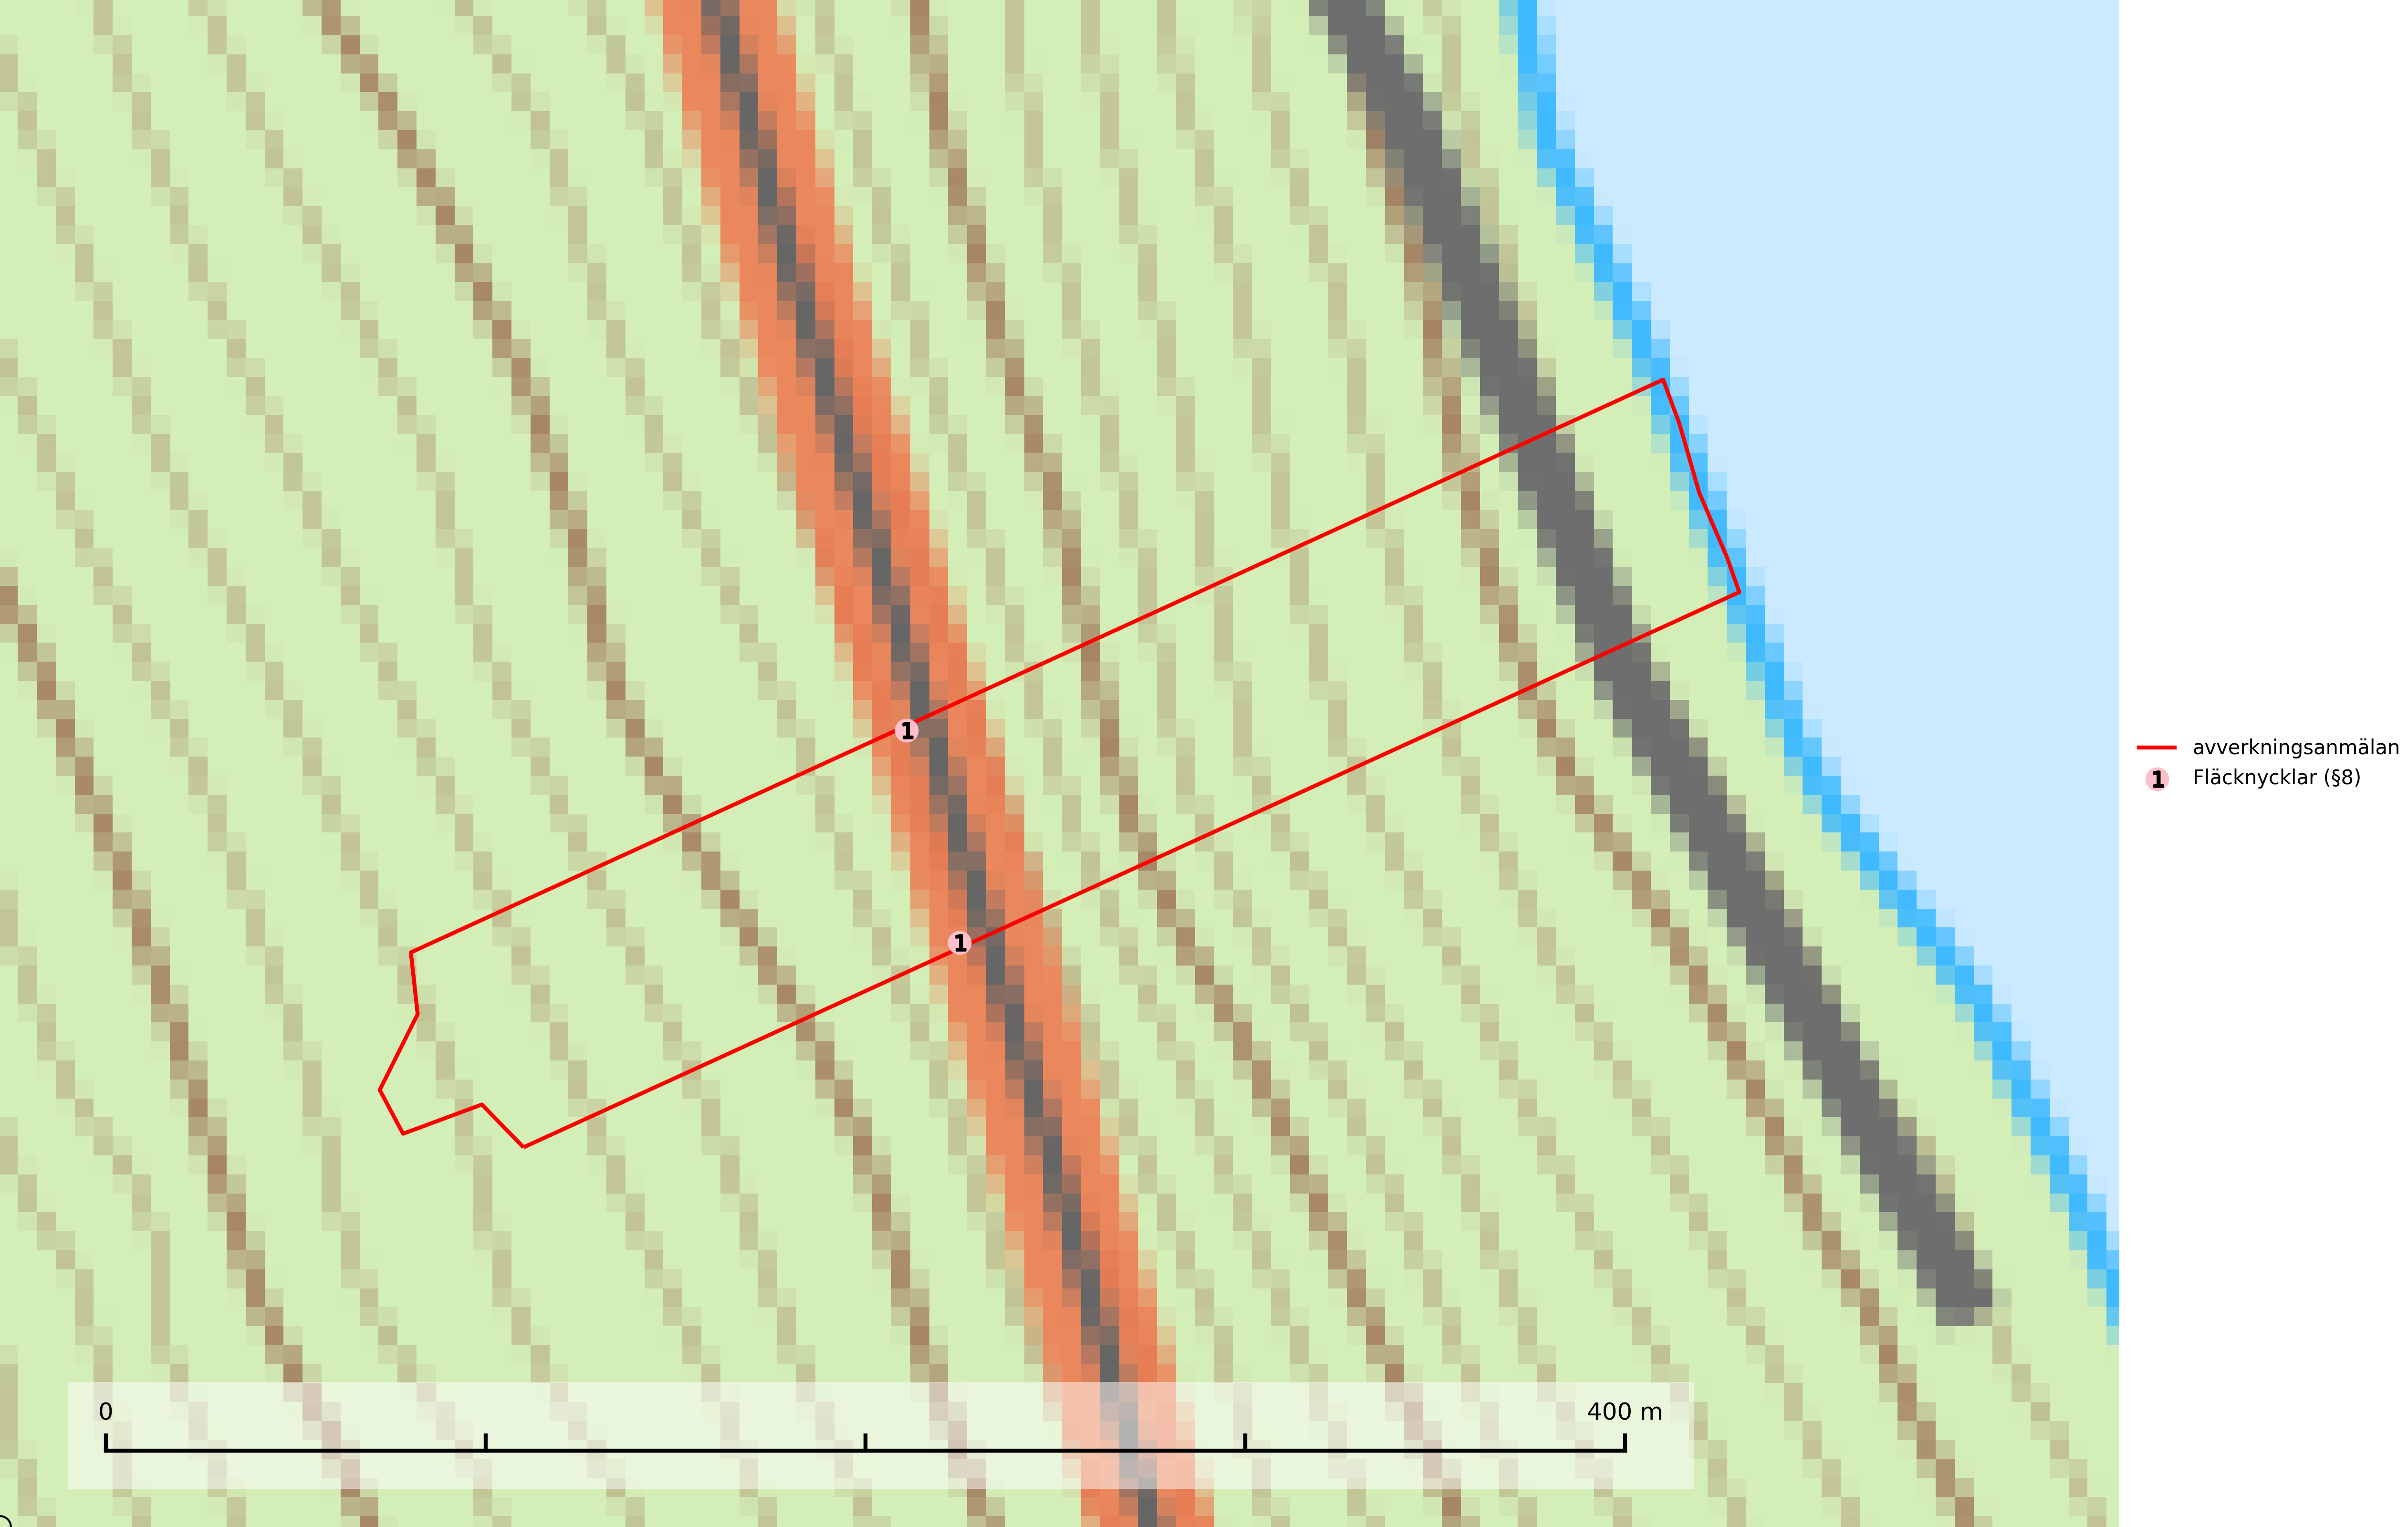 1
1
avverkningsanmälan
1 Fläcknycklar (§8)
0 400 m